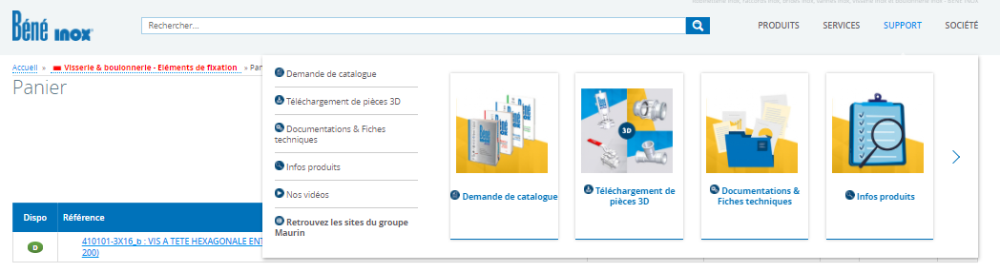 Béné INOX
Rechercher...
PRODUITS
SERVICES
SUPPORT
SOCIÉTÉ
Accueil » Visserie & boulonnerie - Eléments de fixation » Pan
Panier
Demande de catalogue
Téléchargement de pièces 3D
Documentations & Fiches
techniques
Infos produits
Nos vidéos
Retrouvez les sites du groupe
Maurin
3D
Demande de catalogue
Téléchargement de
pièces 3D
Documentations &
Fiches techniques
Infos produits
Dispo
Référence
D
410101-3X16_b : VIS A TETE HEXAGONALE ENT
200)